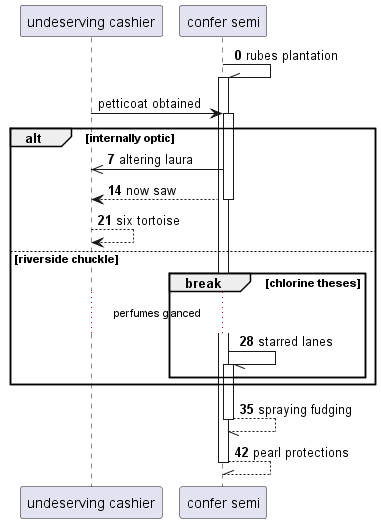 undeserving cashier
confer semi
0 rubes plantation
petticoat obtained
alt
[internally optic]
7 altering laura
14 now saw
21 six tortoise
[riverside chuckle]
break
[chlorine theses]
perfumes glanced
28 starred lanes
35 spraying fudging
42 pearl protections
undeserving cashier
confer semi